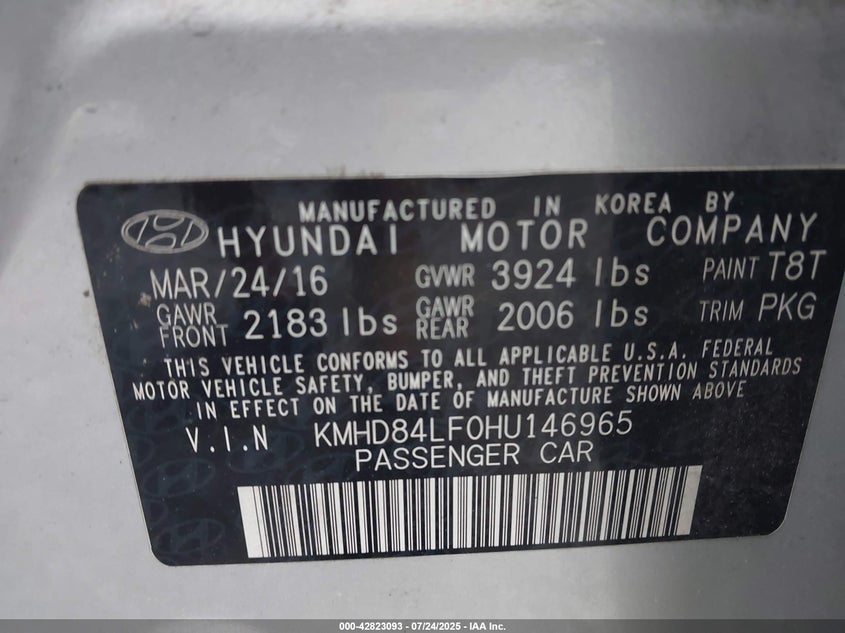 MANUFACTURED IN KOREA BY
HYUNDAI MOTOR COMPANY
MAR/24/16 GVWR 3924 lbs PAINT T8T
GAWR FRONT 2183 lbs GAWR REAR 2006 lbs TRIM PKG
THIS VEHICLE CONFORMS TO ALL APPLICABLE U.S.A. FEDERAL
MOTOR VEHICLE SAFETY, BUMPER, AND THEFT PREVENTION STANDARDS
IN EFFECT ON THE DATE OF MANUFACTURE SHOWN ABOVE
V.I.N KMHD84LF0HU146965
PASSENGER CAR
000-42823093 - 07/24/2025 - IAA Inc.